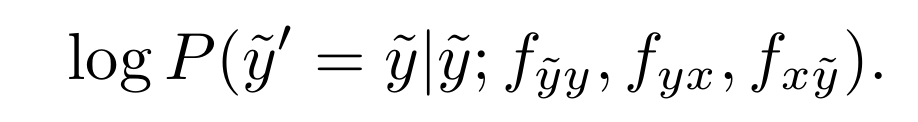 log P(ỹ′ = ỹ|ỹ; f_{ỹy}, f_{yx}, f_{xỹ}).